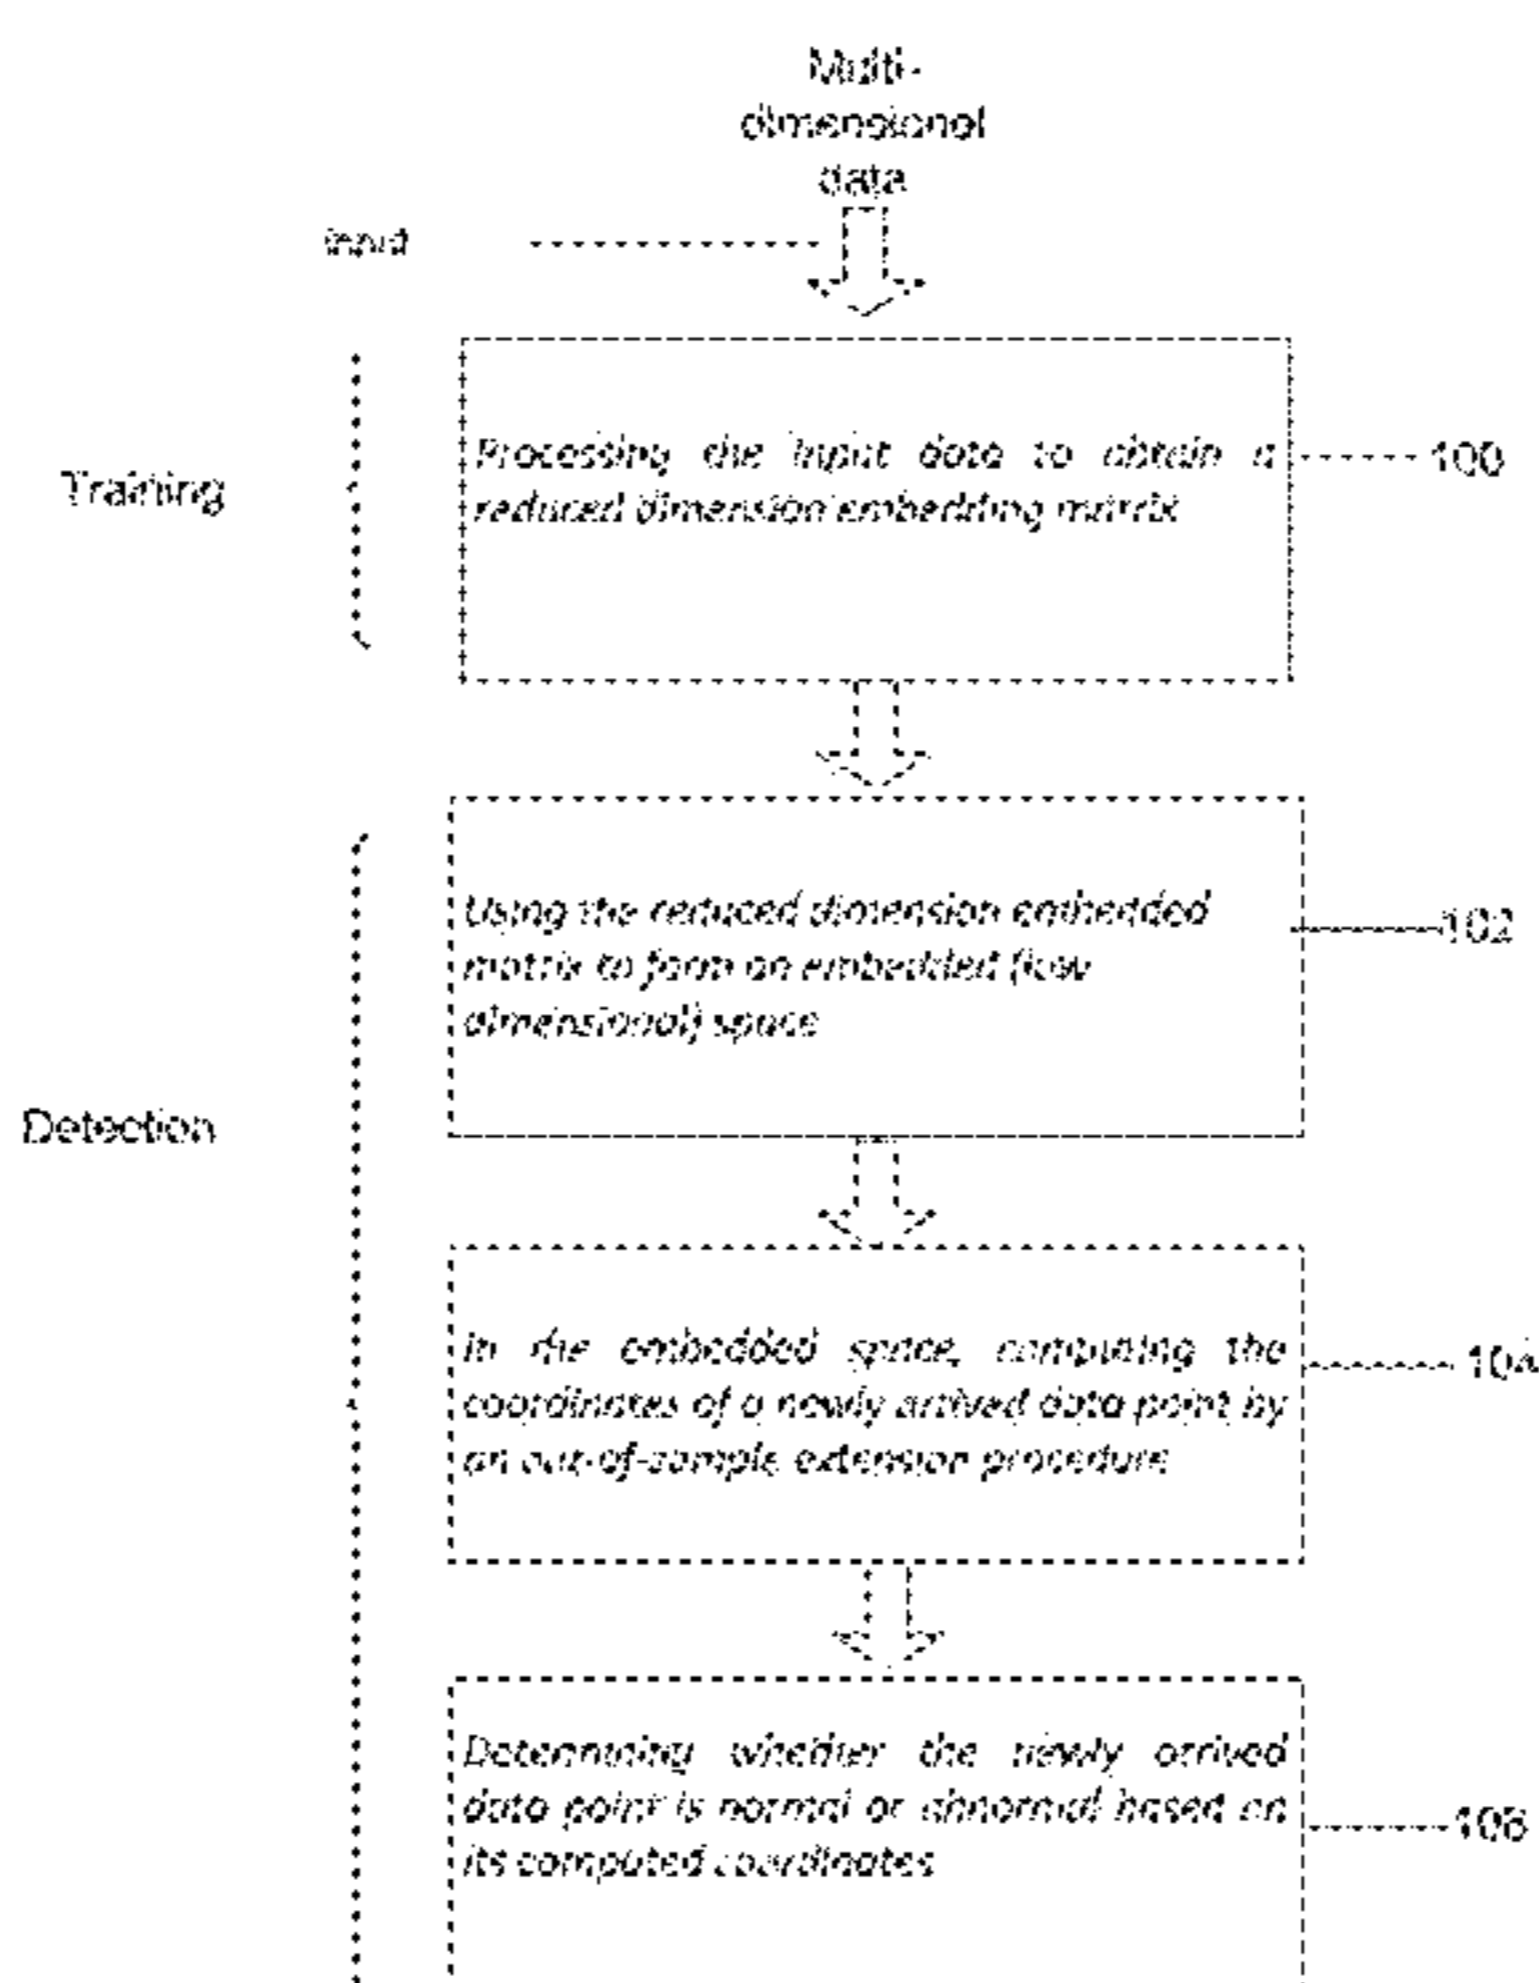 Multi-
dimensional
data
input
Training
Processing the input data to obtain a
reduced dimension embedding matrix
100
Using the reduced dimension embedded
matrix to form an embedded (low
dimensional) space
102
Detection
In the embedded space, computing the
coordinates of a newly arrived data point by
an out-of-sample extension procedure
104
Determining whether the newly arrived
data point is normal or abnormal based on
its computed coordinates
106